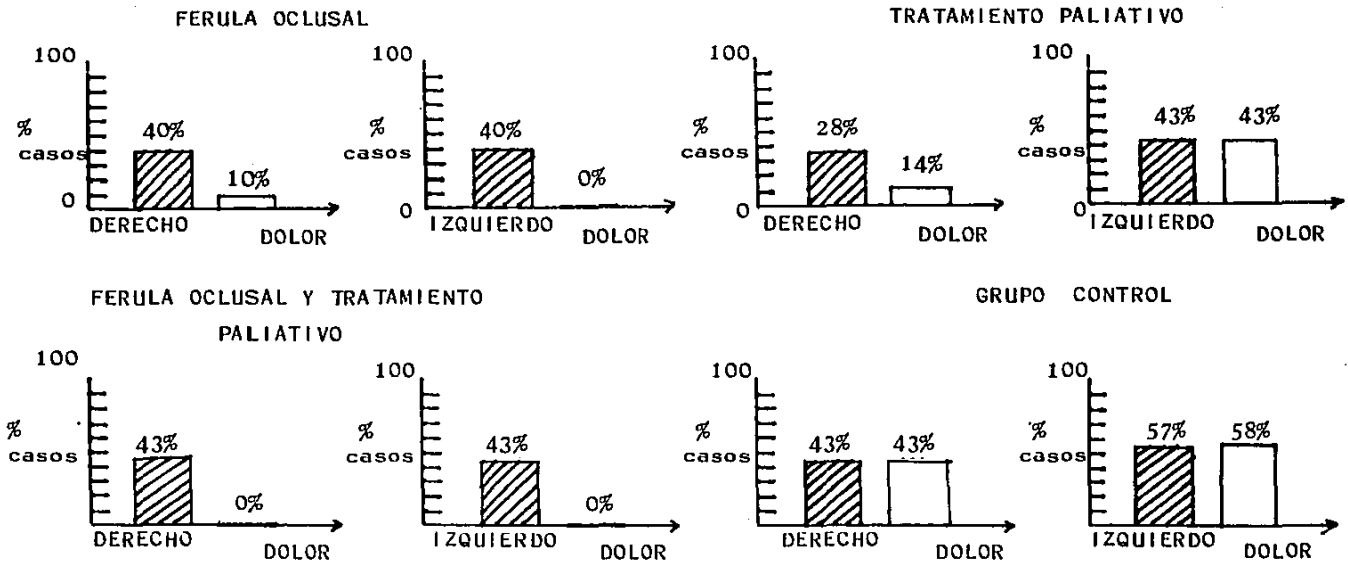 FERULA OCLUSAL
TRATAMIENTO PALIATIVO
100
%
casos
40%
10%
0
DERECHO
DOLOR
100
%
casos
40%
0%
0
IZQUIERDO
DOLOR
100
%
casos
28%
14%
0
DERECHO
DOLOR
100
%
casos
43%
43%
0
IZQUIERDO
DOLOR
FERULA OCLUSAL Y TRATAMIENTO
PALIATIVO
GRUPO CONTROL
100
%
casos
43%
0%
DERECHO
DOLOR
100
%
casos
43%
0%
IZQUIERDO
DOLOR
100
%
casos
43%
43%
DERECHO
DOLOR
100
%
casos
57%
58%
IZQUIERDO
DOLOR